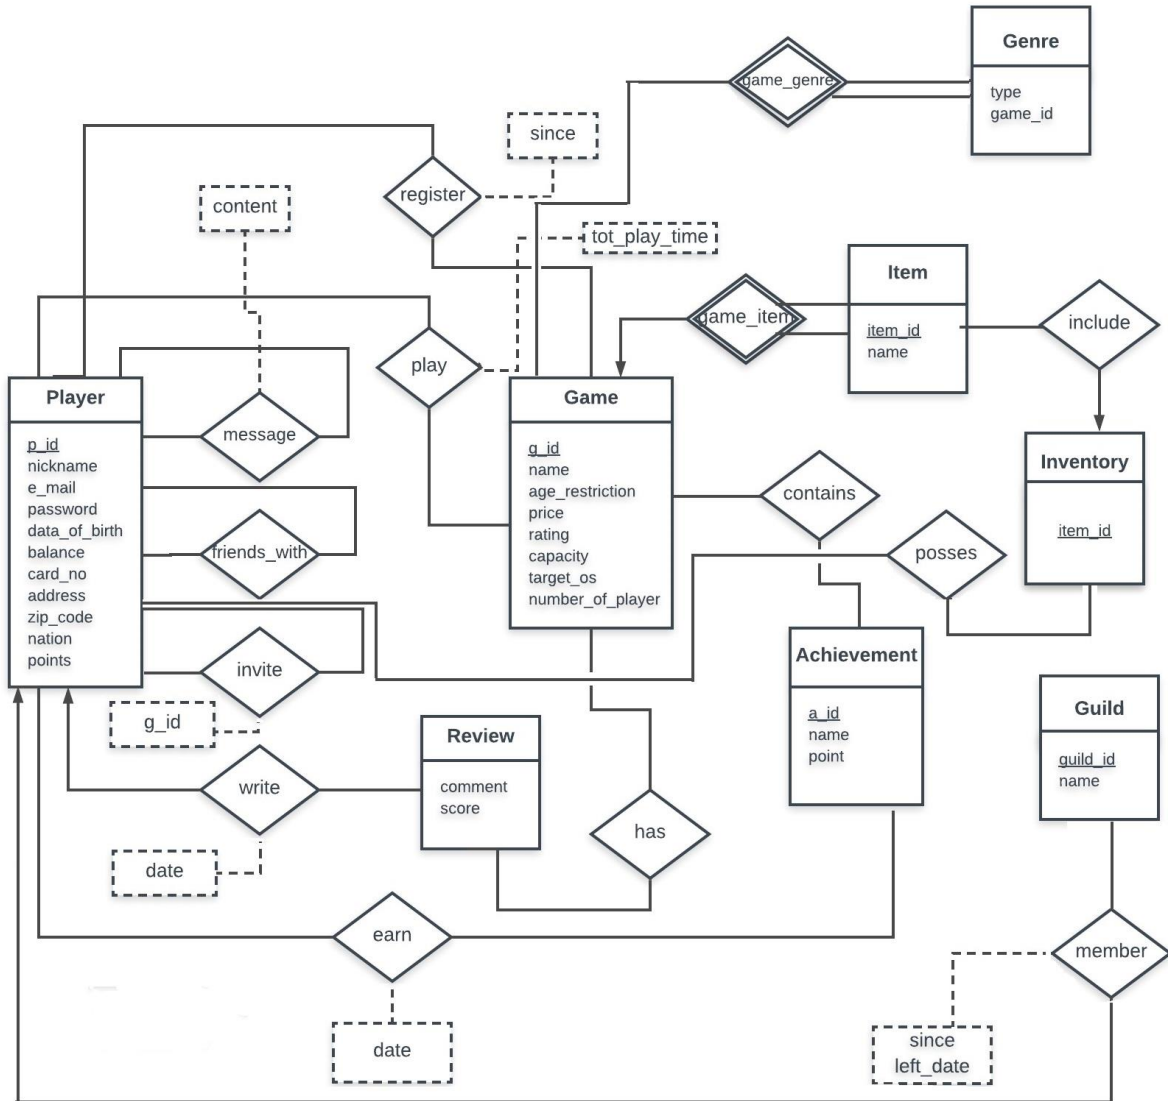 Genre
type
game_id
game_genre
since
register
content
tot_play_time
Item
item_id
name
game_item
include
play
Player
p_id
nickname
e_mail
password
data_of_birth
balance
card_no
address
zip_code
nation
points
message
friends_with
invite
g_id
Game
g_id
name
age_restriction
price
rating
capacity
target_os
number_of_player
contains
Inventory
item_id
posses
Achievement
a_id
name
point
Guild
guild_id
name
Review
comment
score
write
date
has
earn
date
member
since
left_date